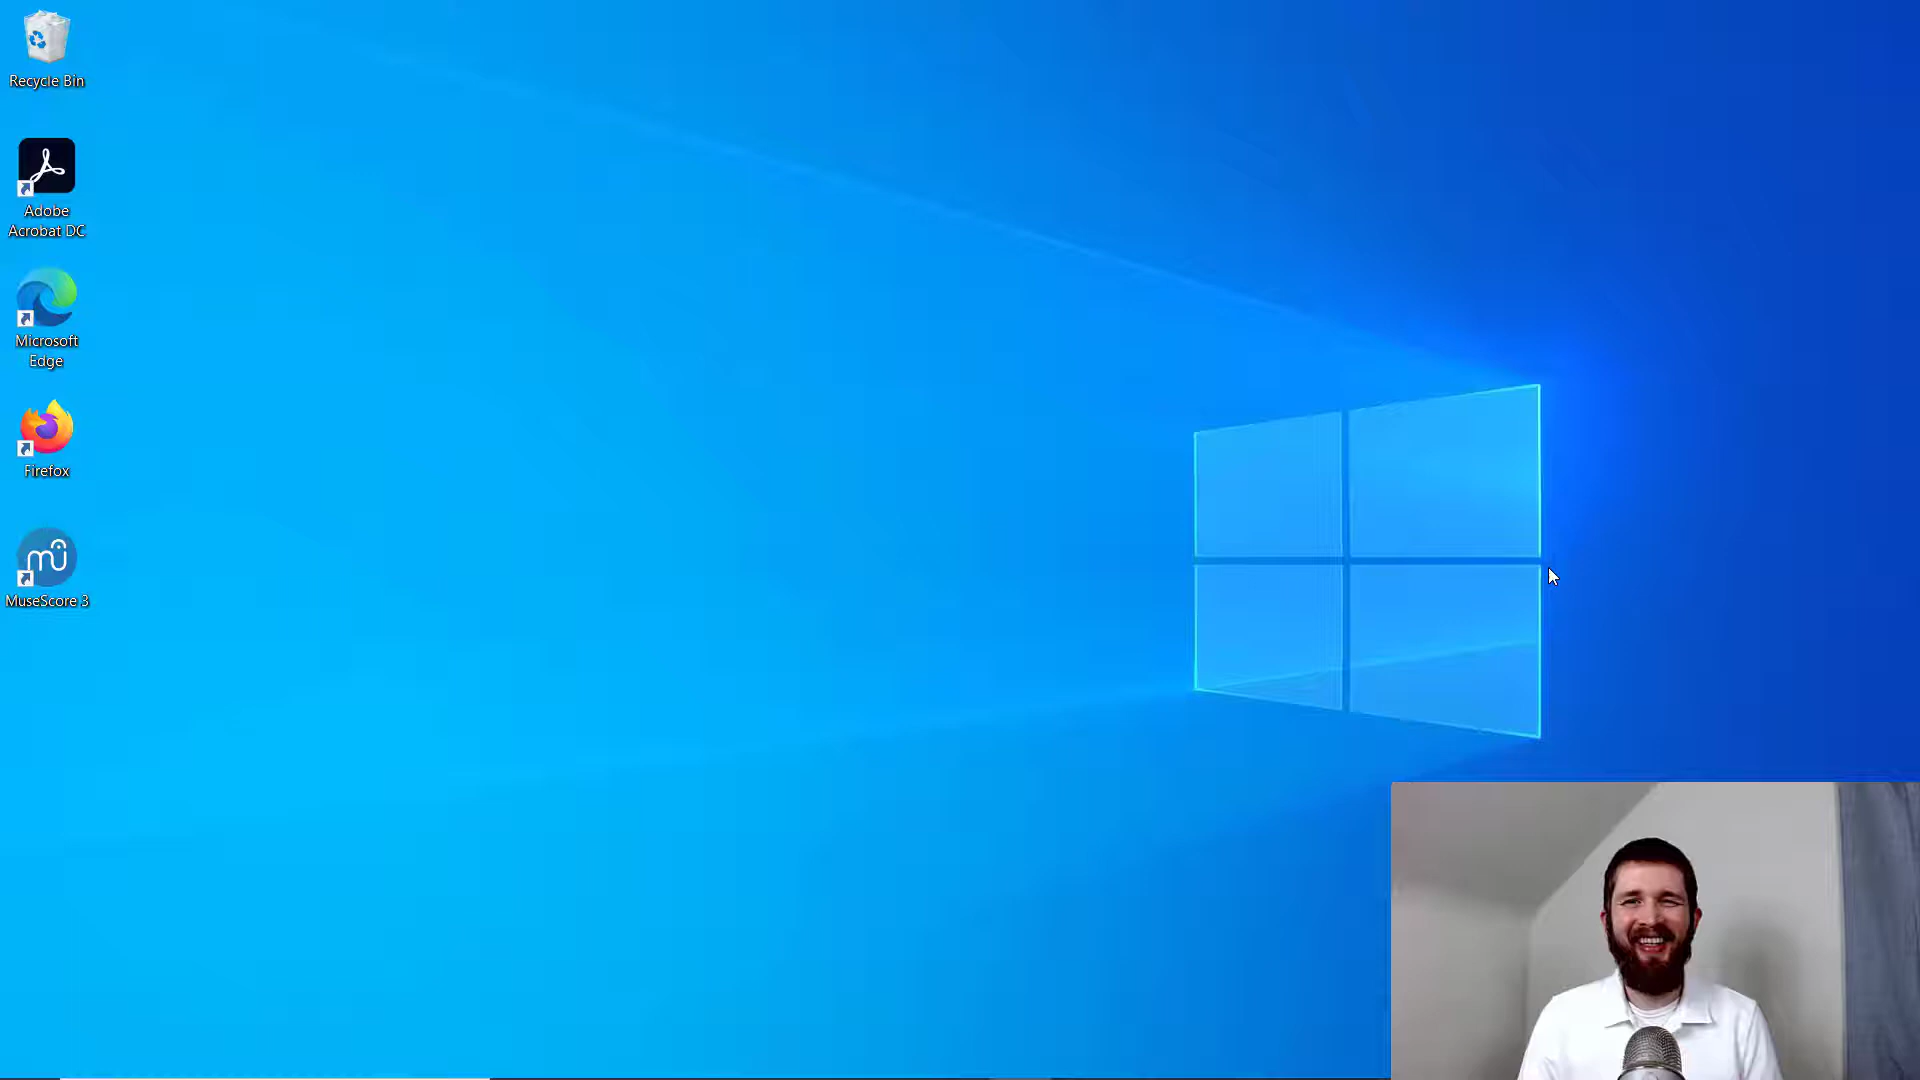 Recycle Bin
Adobe
Acrobat DC
Microsoft
Edge
Firefox
MuseScore 3